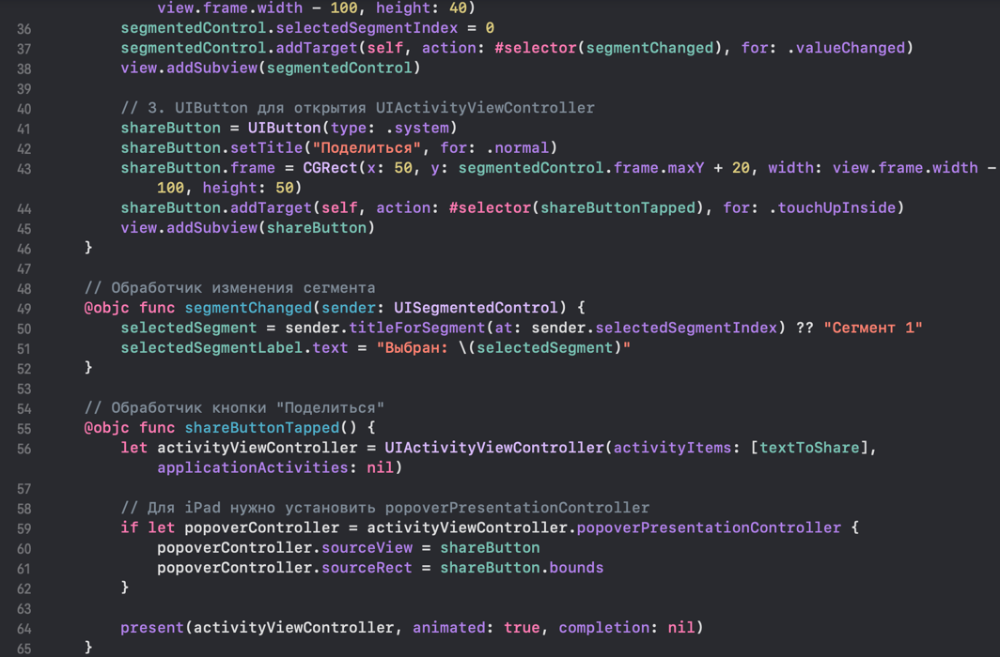 view.frame.width - 100, height: 40)
36 segmentedControl.selectedSegmentIndex = 0
37 segmentedControl.addTarget(self, action: #selector(segmentChanged), for: .valueChanged)
38 view.addSubview(segmentedControl)
39
40 // 3. UIButton для открытия UIActivityViewController
41 shareButton = UIButton(type: .system)
42 shareButton.setTitle("Поделиться", for: .normal)
43 shareButton.frame = CGRect(x: 50, y: segmentedControl.frame.maxY + 20, width: view.frame.width -
100, height: 50)
44 shareButton.addTarget(self, action: #selector(shareButtonTapped), for: .touchUpInside)
45 view.addSubview(shareButton)
46 }
47
48 // Обработчик изменения сегмента
49 @objc func segmentChanged(sender: UISegmentedControl) {
50 selectedSegment = sender.titleForSegment(at: sender.selectedSegmentIndex) ?? "Сегмент 1"
51 selectedSegmentLabel.text = "Выбран: \(selectedSegment)"
52 }
53
54 // Обработчик кнопки "Поделиться"
55 @objc func shareButtonTapped() {
56 let activityViewController = UIActivityViewController(activityItems: [textToShare],
applicationActivities: nil)
57
58 // Для iPad нужно установить popoverPresentationController
59 if let popoverController = activityViewController.popoverPresentationController {
60 popoverController.sourceView = shareButton
61 popoverController.sourceRect = shareButton.bounds
62 }
63
64 present(activityViewController, animated: true, completion: nil)
65 }